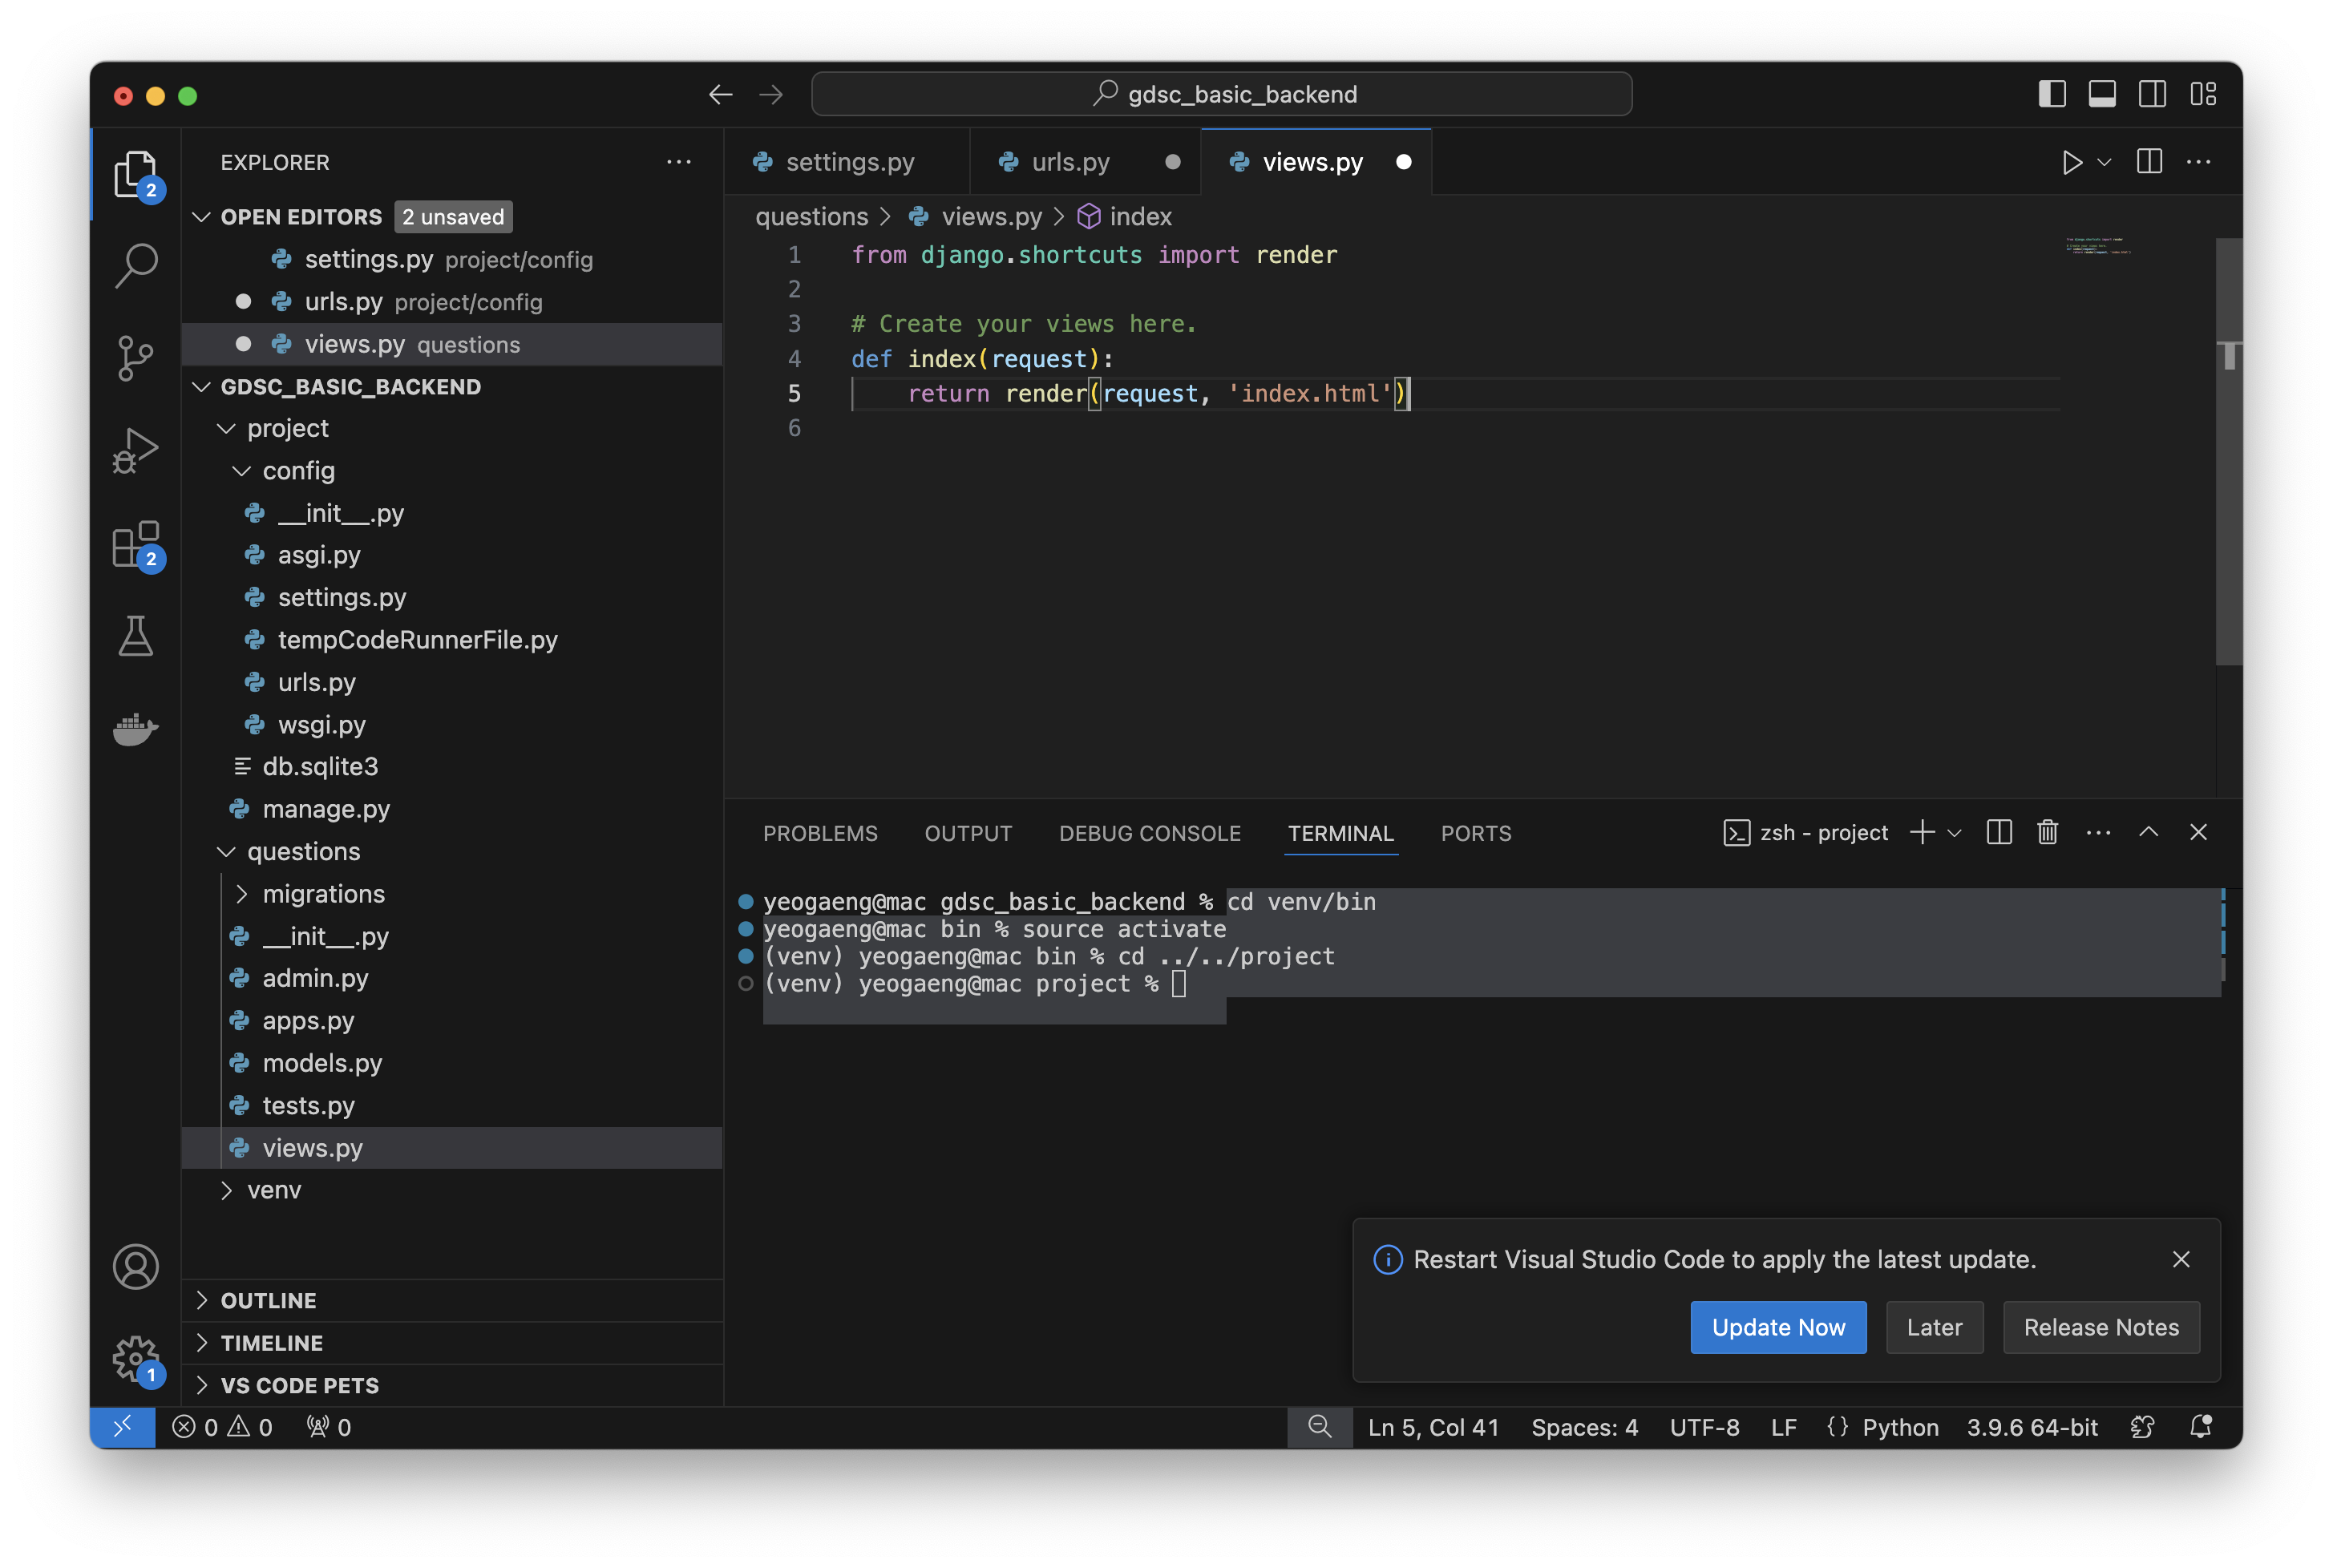 gdsc_basic_backend
EXPLORER
settings.py
urls.py
views.py
2
OPEN EDITORS 2 unsaved
settings.py project/config
urls.py project/config
views.py questions
GDSC_BASIC_BACKEND
project
config
__init__.py
asgi.py
settings.py
tempCodeRunnerFile.py
urls.py
wsgi.py
db.sqlite3
manage.py
questions
migrations
__init__.py
admin.py
apps.py
models.py
tests.py
views.py
venv
OUTLINE
TIMELINE
VS CODE PETS
2
1
questions > views.py > index
1 from django.shortcuts import render
2
3 # Create your views here.
4 def index(request):
5     return render(request, 'index.html')
6
PROBLEMS OUTPUT DEBUG CONSOLE TERMINAL PORTS
zsh - project
yeogaeng@mac gdsc_basic_backend % cd venv/bin
yeogaeng@mac bin % source activate
(venv) yeogaeng@mac bin % cd ../../project
(venv) yeogaeng@mac project %
Restart Visual Studio Code to apply the latest update.
Update Now
Later
Release Notes
0 0 0
Ln 5, Col 41 Spaces: 4 UTF-8 LF {} Python 3.9.6 64-bit